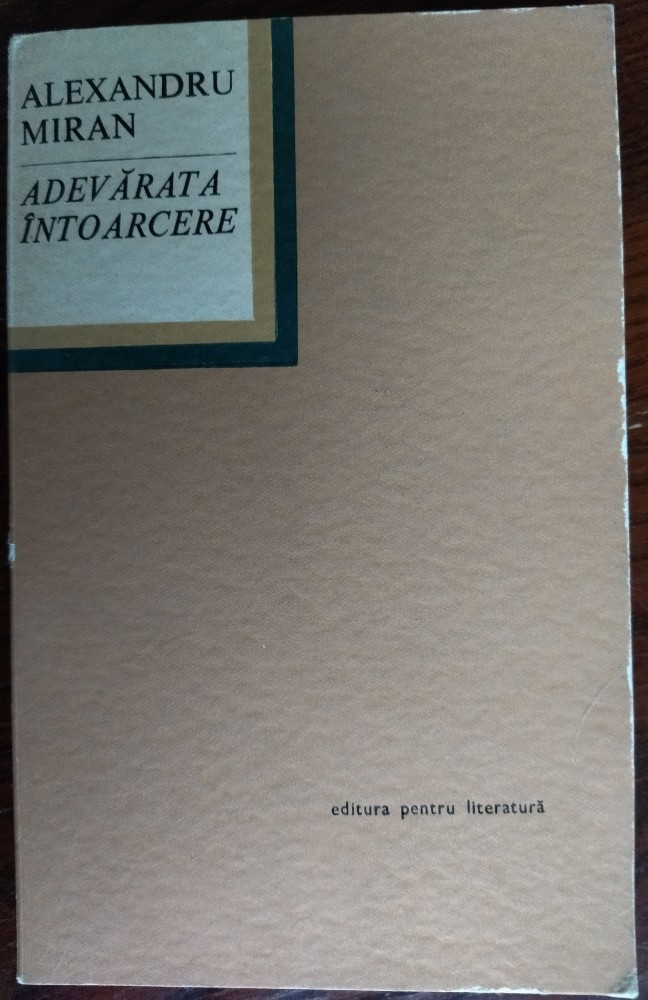 ALEXANDRU
MIRAN
ADEVĂRATA
ÎNTOARCERE
editura pentru literatură